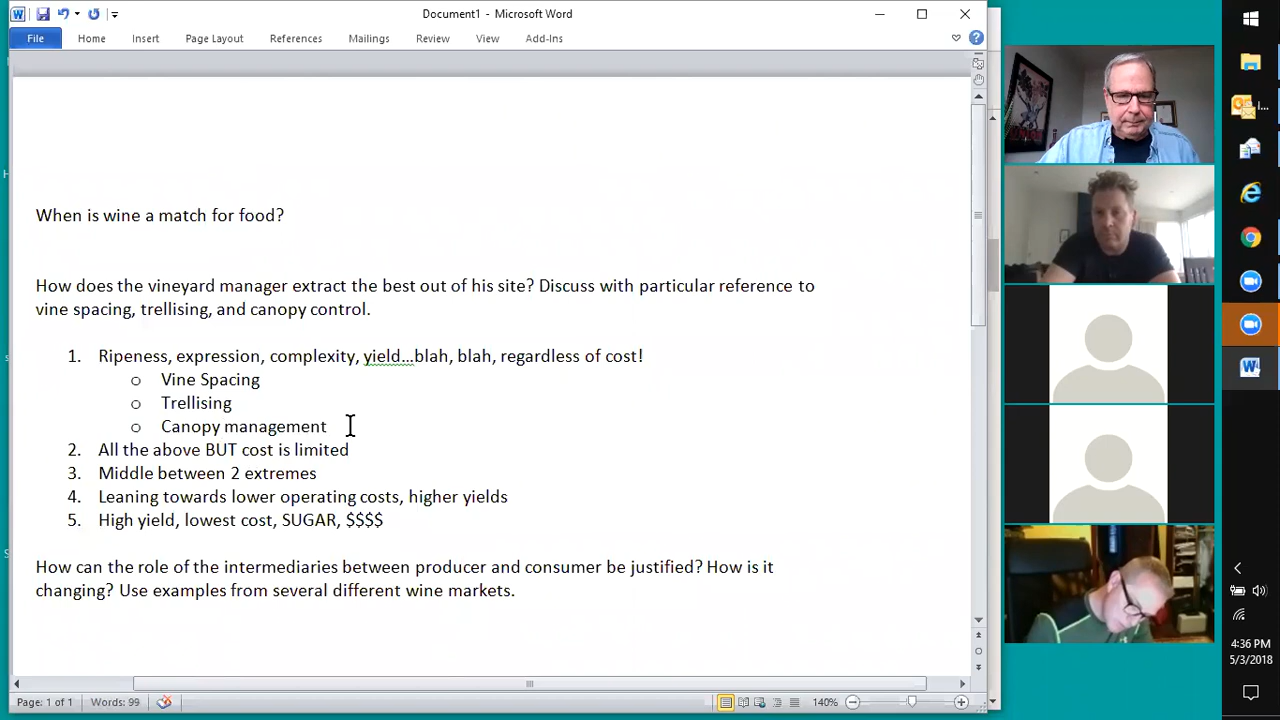 Document1 - Microsoft Word
File Home Insert Page Layout References Mailings Review View Add-Ins
When is wine a match for food?
How does the vineyard manager extract the best out of his site? Discuss with particular reference to
vine spacing, trellising, and canopy control.
1. Ripeness, expression, complexity, yield...blah, blah, regardless of cost!
o Vine Spacing
o Trellising
o Canopy management
2. All the above BUT cost is limited
3. Middle between 2 extremes
4. Leaning towards lower operating costs, higher yields
5. High yield, lowest cost, SUGAR, $$$$
How can the role of the intermediaries between producer and consumer be justified? How is it
changing? Use examples from several different wine markets.
Page: 1 of 1 Words: 99 140%
4:36 PM
5/3/2018